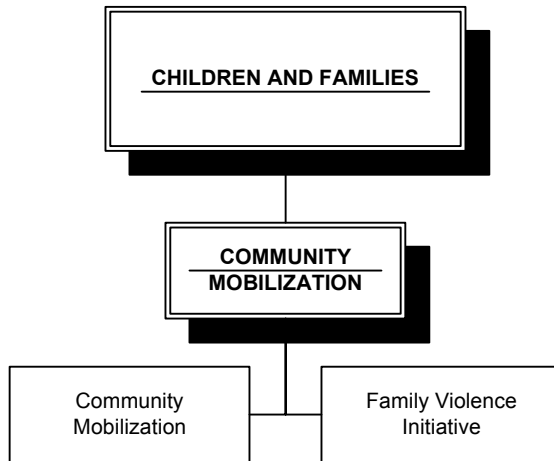 CHILDREN AND FAMILIES
COMMUNITY
MOBILIZATION
Community
Mobilization
Family Violence
Initiative